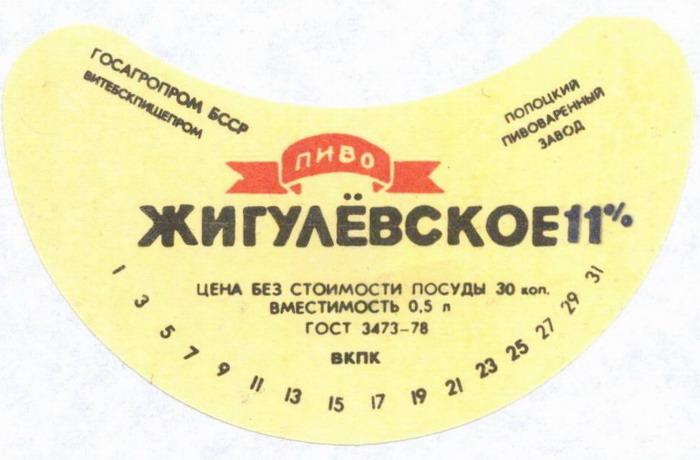 ГОСАГРОПРОМ БССР
ВИТЕБСКПИЩЕПРОМ
ПОЛОЦКИЙ
ПИВОВАРЕННЫЙ
ЗАВОД
ПИВО
ЖИГУЛЁВСКОЕ 11%
ЦЕНА БЕЗ СТОИМОСТИ ПОСУДЫ 30 коп.
ВМЕСТИМОСТЬ 0,5 л
ГОСТ 3473-78
ВКПК
1 3 5 7 9 11 13 15 17 19 21 23 25 27 29 31